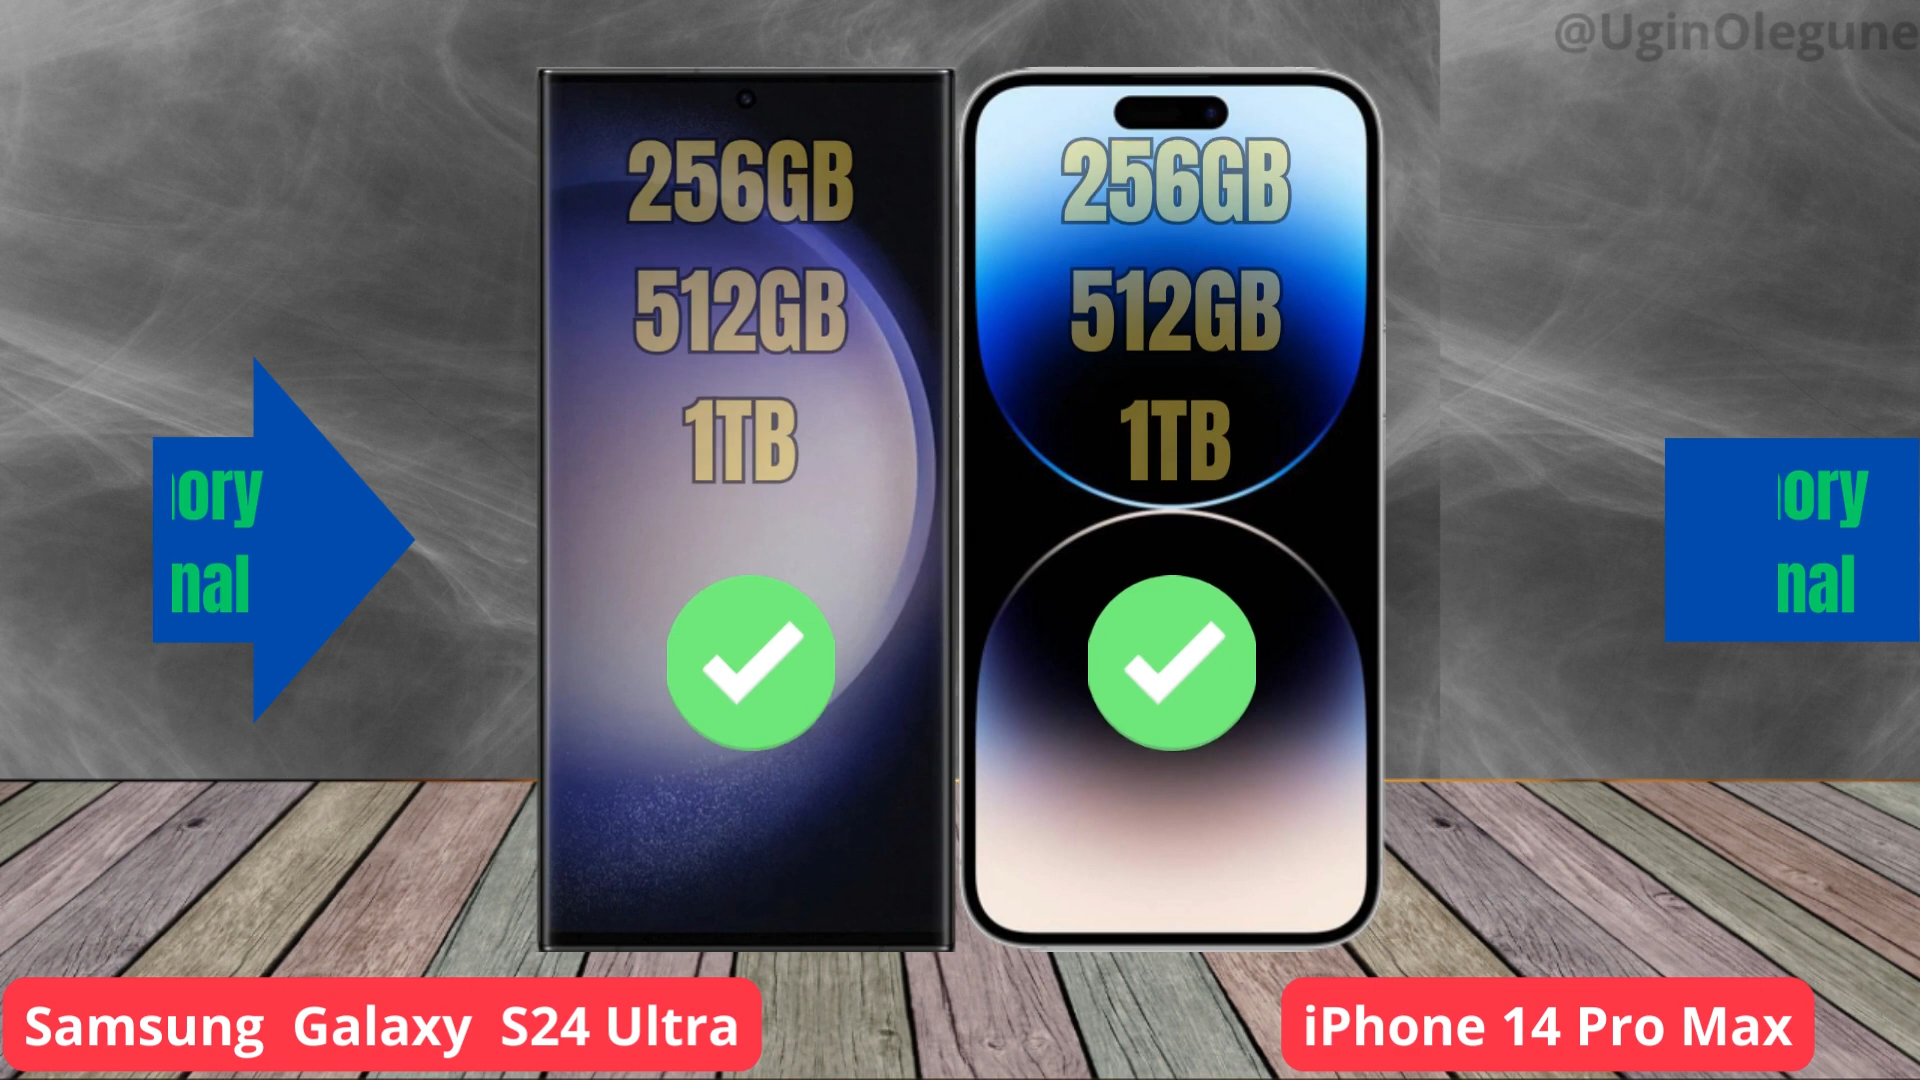 @UginOlegune
256GB
512GB
1TB
256GB
512GB
1TB
ory
nal
ory
nal
Samsung Galaxy S24 Ultra
iPhone 14 Pro Max